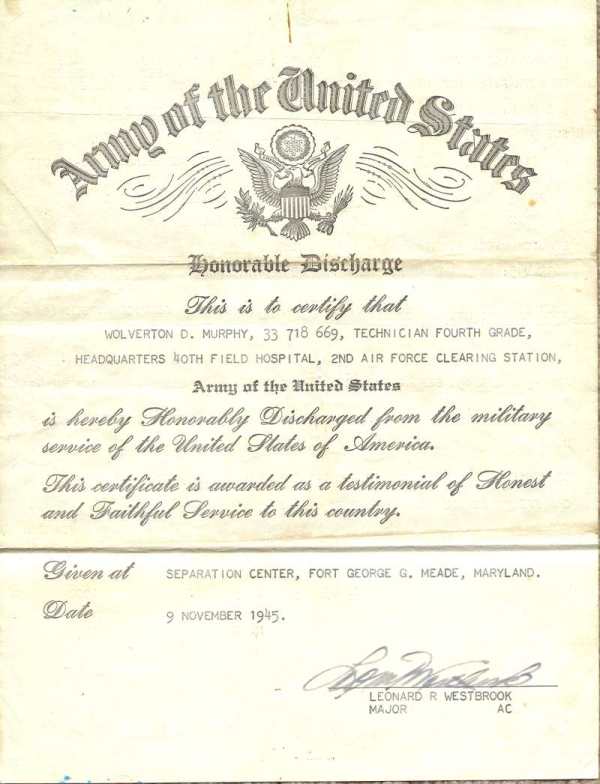 Army of the United States
Honorable Discharge
This is to certify that
WOLVERTON D. MURPHY, 33 718 669, TECHNICIAN FOURTH GRADE,
HEADQUARTERS 40TH FIELD HOSPITAL, 2ND AIR FORCE CLEARING STATION,
Army of the United States
is hereby Honorably Discharged from the military
service of the United States of America.
This certificate is awarded as a testimonial of Honest
and Faithful Service to this country.
Given at SEPARATION CENTER, FORT GEORGE G. MEADE, MARYLAND.
Date 9 NOVEMBER 1945.
LEONARD R WESTBROOK
MAJOR AC